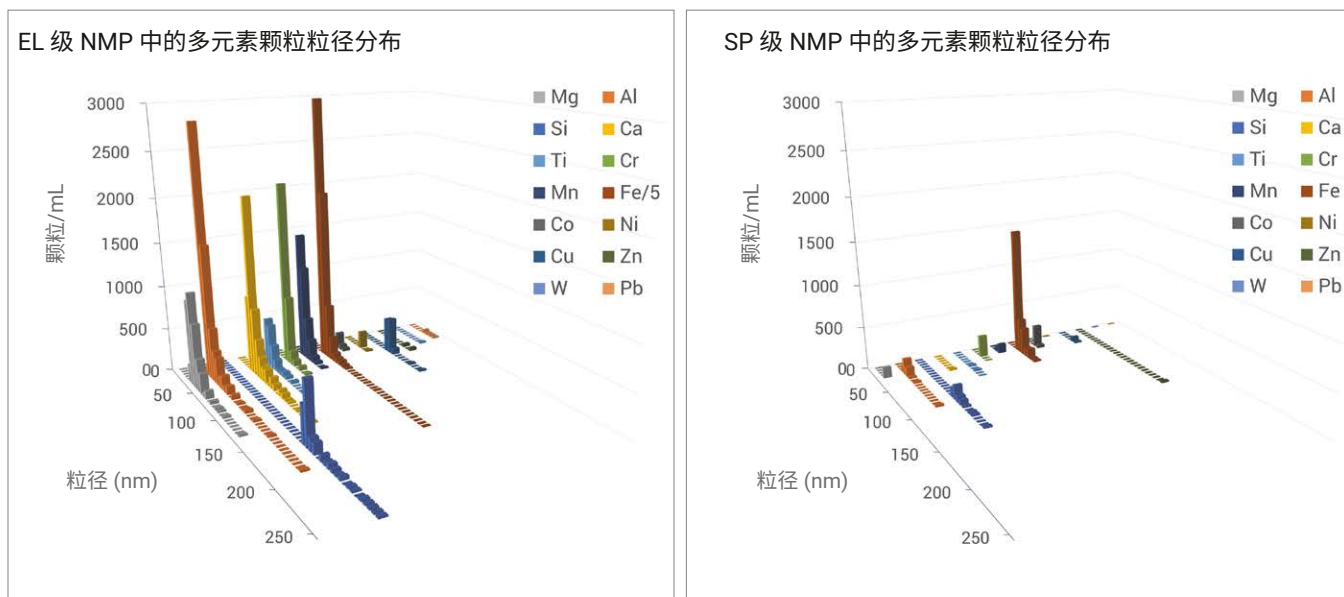 EL 级 NMP 中的多元素颗粒粒径分布
3000
2500
2000
1500
1000
500
00
50
100
150
200
250
颗粒/mL
粒径 (nm)
Mg Al
Si Ca
Ti Cr
Mn Fe/5
Co Ni
Cu Zn
W Pb
SP 级 NMP 中的多元素颗粒粒径分布
3000
2500
2000
1500
1000
500
00
50
100
150
200
250
颗粒/mL
粒径 (nm)
Mg Al
Si Ca
Ti Cr
Mn Fe
Co Ni
Cu Zn
W Pb